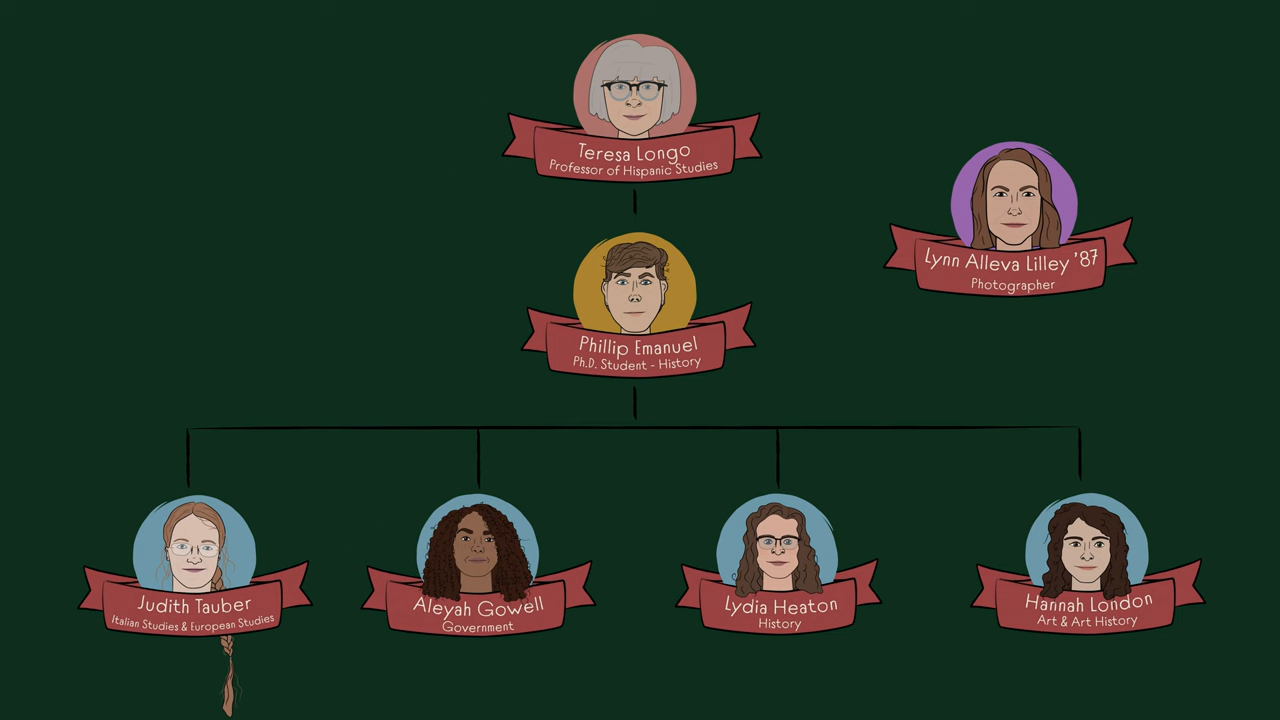 Teresa Longo
Professor of Hispanic Studies
Lynn Alleva Lilley '87
Photographer
Phillip Emanuel
Ph.D. Student - History
Judith Tauber
Italian Studies & European Studies
Aleyah Gowell
Government
Lydia Heaton
History
Hannah London
Art & Art History